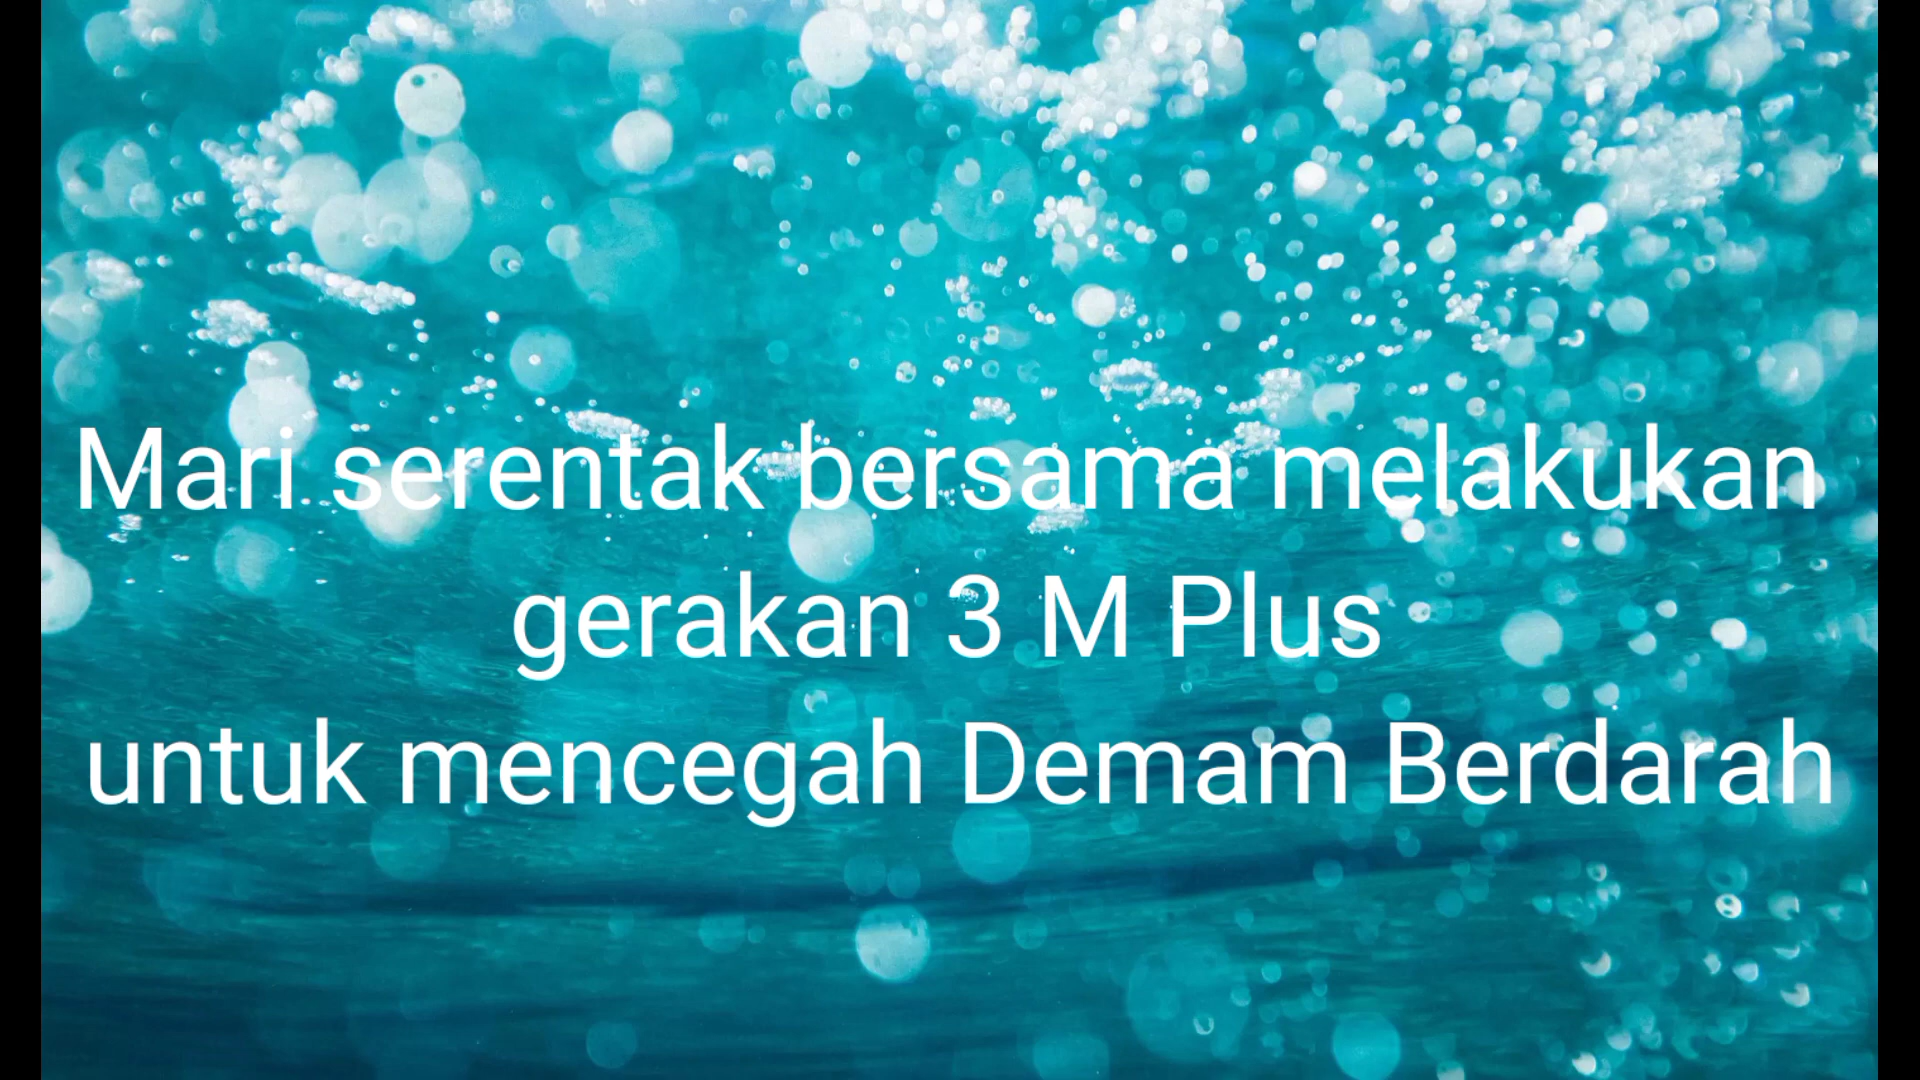 Mari serentak bersama melakukan
gerakan 3 M Plus
untuk mencegah Demam Berdarah